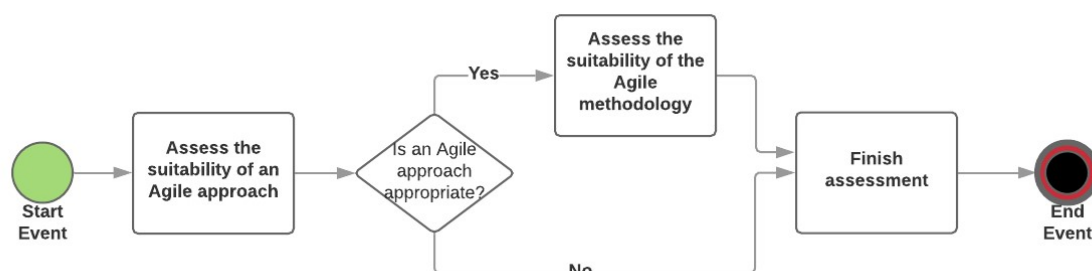 Start
Event
Assess the
suitability of an
Agile approach
Is an Agile
approach
appropriate?
Yes
Assess the
suitability of the
Agile
methodology
No
Finish
assessment
End
Event